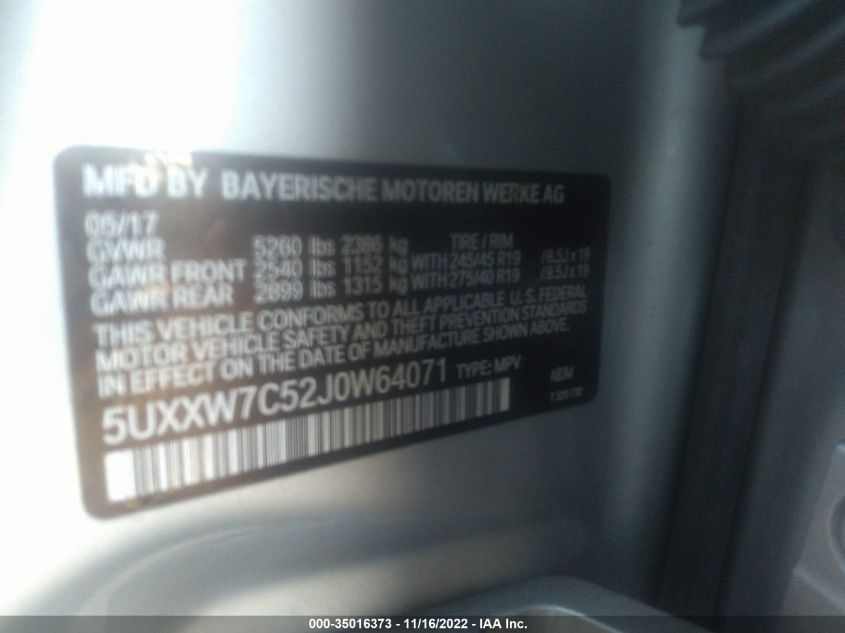 MFD BY BAYERISCHE MOTOREN WERKE AG
06/17
GVWR 5260 lbs 2386 kg TIRE / RIM
GAWR FRONT 2540 lbs 1152 kg WITH 245/45 R19 /8.5J x 19
GAWR REAR 2899 lbs 1315 kg WITH 275/40 R19 /9.5J x 19
THIS VEHICLE CONFORMS TO ALL APPLICABLE U.S. FEDERAL
MOTOR VEHICLE SAFETY AND THEFT PREVENTION STANDARDS
IN EFFECT ON THE DATE OF MANUFACTURE SHOWN ABOVE.
5UXXW7C52J0W64071 TYPE: MPV
000-35016373 - 11/16/2022 - IAA Inc.